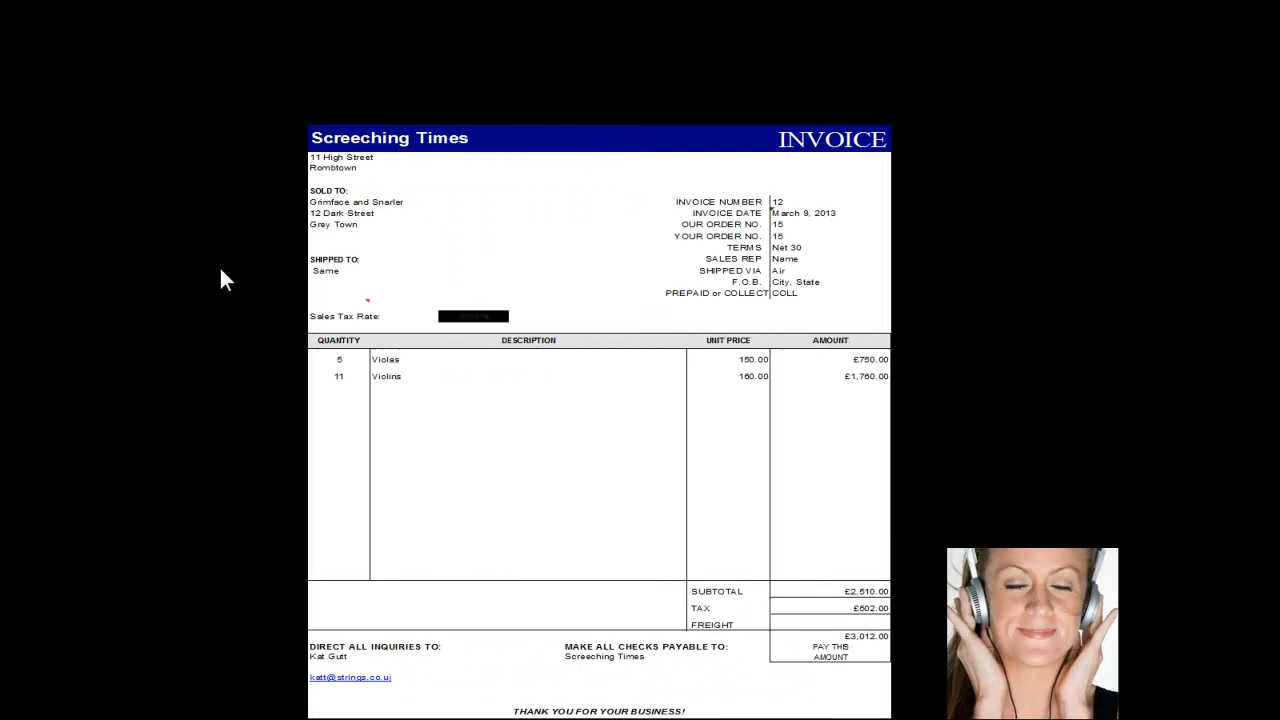 Screeching Times INVOICE
11 High Street
Rombtown
SOLD TO:
Grimface and Snarler
12 Dark Street
Grey Town
SHIPPED TO:
Same
INVOICE NUMBER 12
INVOICE DATE March 9, 2013
OUR ORDER NO. 15
YOUR ORDER NO. 15
TERMS Net 30
SALES REP Name
SHIPPED VIA Air
F.O.B. City, State
PREPAID or COLLECT COLL
Sales Tax Rate:
QUANTITY DESCRIPTION UNIT PRICE AMOUNT
5 Violas 150.00 £750.00
11 Violins 160.00 £1,760.00
SUBTOTAL £2,510.00
TAX £502.00
FREIGHT
£3,012.00
PAY THIS
AMOUNT
DIRECT ALL INQUIRIES TO:
Kat Gutt
katt@strings.co.uj
MAKE ALL CHECKS PAYABLE TO:
Screeching Times
THANK YOU FOR YOUR BUSINESS!